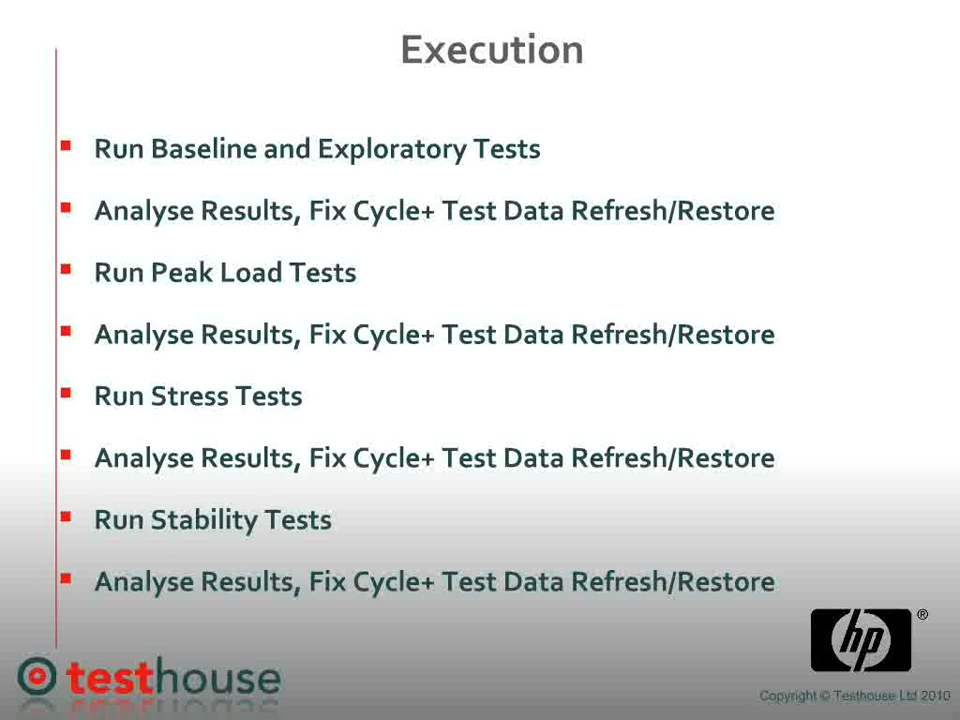 Execution
Run Baseline and Exploratory Tests
Analyse Results, Fix Cycle+ Test Data Refresh/Restore
Run Peak Load Tests
Analyse Results, Fix Cycle+ Test Data Refresh/Restore
Run Stress Tests
Analyse Results, Fix Cycle+ Test Data Refresh/Restore
Run Stability Tests
Analyse Results, Fix Cycle+ Test Data Refresh/Restore
hp®
testhouse
Copyright © Testhouse Ltd 2010